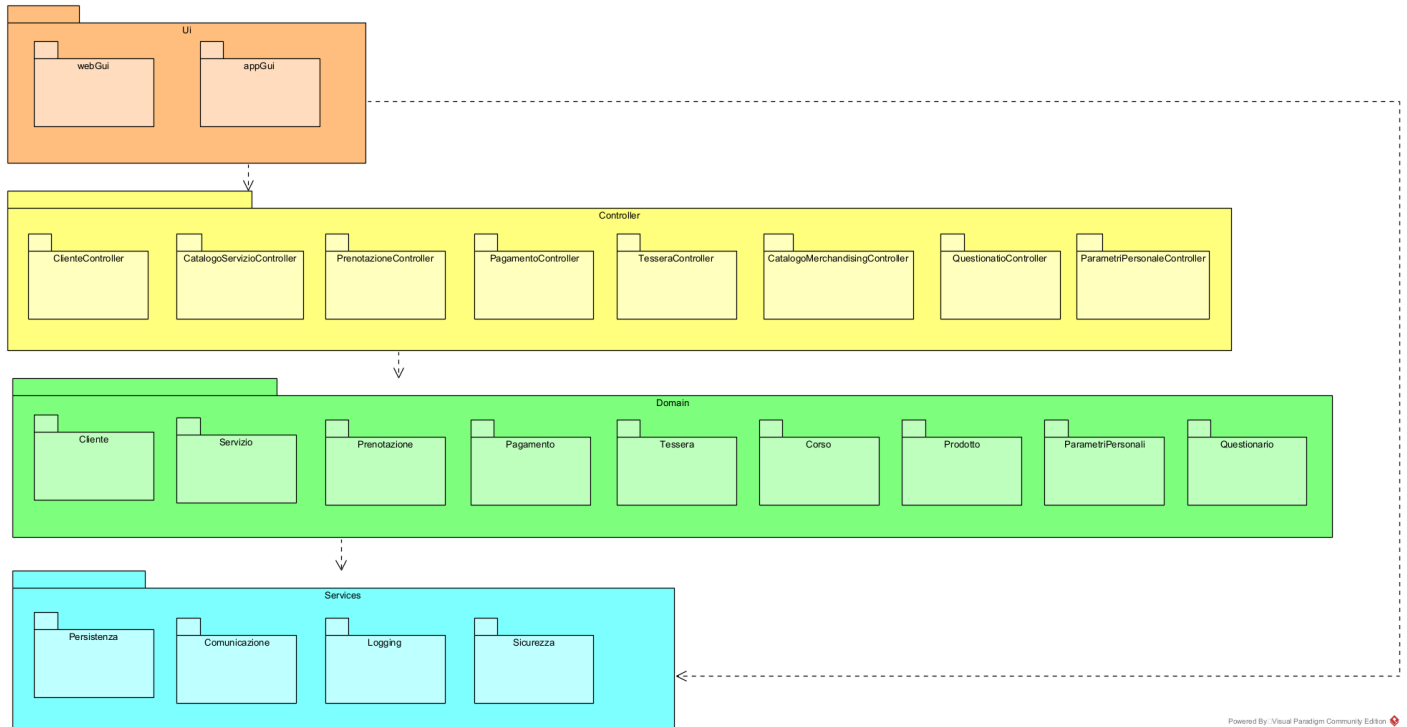 Ui
webGui
appGui
Controller
ClienteController
CatalogoServizioController
PrenotazioneController
PagamentoController
TesseraController
CatalogoMerchandisingController
QuestionatioController
ParametriPersonaleController
Domain
Cliente
Servizio
Prenotazione
Pagamento
Tessera
Corso
Prodotto
ParametriPersonali
Questionario
Services
Persistenza
Comunicazione
Logging
Sicurezza
Powered By: Visual Paradigm Community Edition